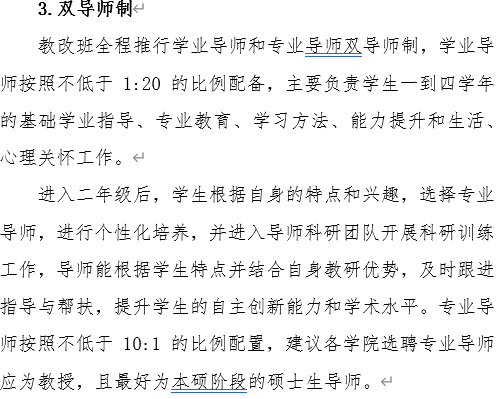 3.双导师制
教改班全程推行学业导师和专业导师双导师制，学业导
师按照不低于 1:20 的比例配备，主要负责学生一到四学年
的基础学业指导、专业教育、学习方法、能力提升和生活、
心理关怀工作。
进入二年级后，学生根据自身的特点和兴趣，选择专业
导师，进行个性化培养，并进入导师科研团队开展科研训练
工作，导师能根据学生特点并结合自身教研优势，及时跟进
指导与帮扶，提升学生的自主创新能力和学术水平。专业导
师按照不低于 10:1 的比例配置，建议各学院选聘专业导师
应为教授，且最好为本硕阶段的硕士生导师。